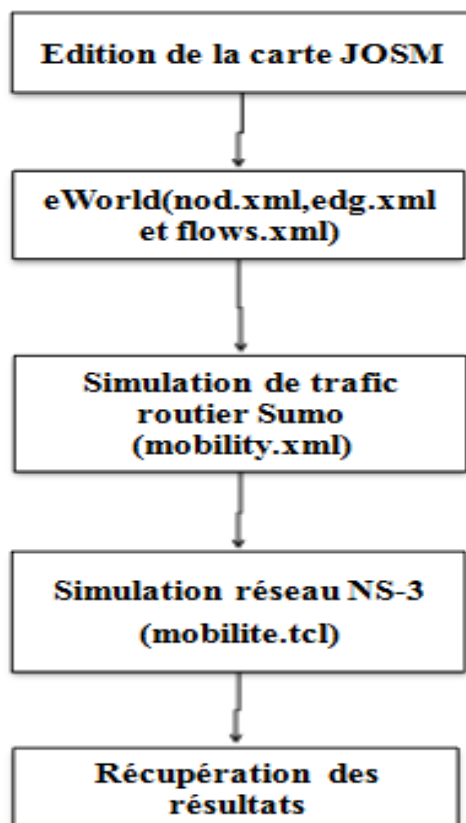 Edition de la carte JOSM
eWorld(nod.xml,edg.xml
et flows.xml)
Simulation de trafic
routier Sumo
(mobility.xml)
Simulation réseau NS-3
(mobilite.tcl)
Récupération des
résultats